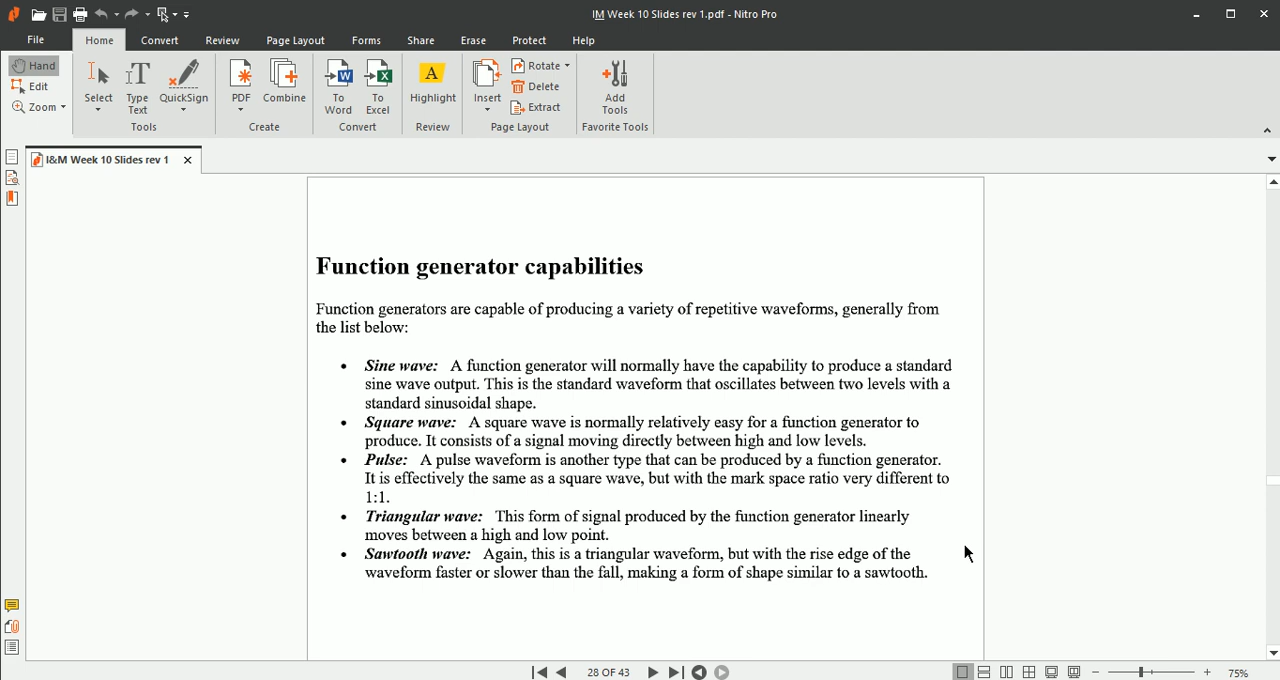 IM Week 10 Slides rev 1.pdf - Nitro Pro
File Home Convert Review Page Layout Forms Share Erase Protect Help
Hand
Edit
Zoom
Select
Type Text
QuickSign
Tools
PDF
Combine
Create
To Word
To Excel
Convert
Highlight
Review
Insert
Rotate
Delete
Extract
Page Layout
Add Tools
Favorite Tools
I&M Week 10 Slides rev 1
Function generator capabilities
Function generators are capable of producing a variety of repetitive waveforms, generally from
the list below:
• Sine wave: A function generator will normally have the capability to produce a standard
sine wave output. This is the standard waveform that oscillates between two levels with a
standard sinusoidal shape.
• Square wave: A square wave is normally relatively easy for a function generator to
produce. It consists of a signal moving directly between high and low levels.
• Pulse: A pulse waveform is another type that can be produced by a function generator.
It is effectively the same as a square wave, but with the mark space ratio very different to
1:1.
• Triangular wave: This form of signal produced by the function generator linearly
moves between a high and low point.
• Sawtooth wave: Again, this is a triangular waveform, but with the rise edge of the
waveform faster or slower than the fall, making a form of shape similar to a sawtooth.
28 OF 43
75%